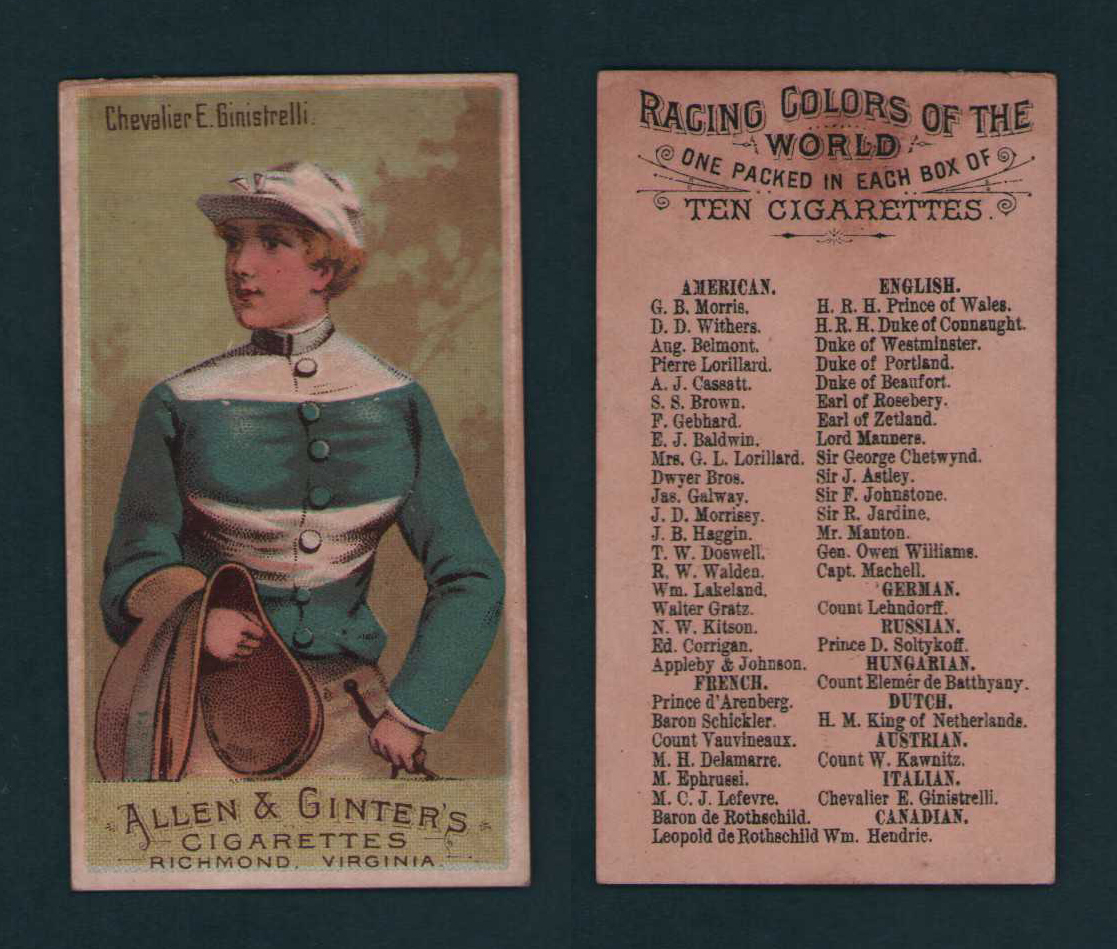 Chevalier E. Ginistrelli.
ALLEN & GINTER'S
CIGARETTES
RICHMOND, VIRGINIA.
RACING COLORS OF THE
WORLD
ONE PACKED IN EACH BOX OF
TEN CIGARETTES.
AMERICAN.
G. B. Morris.
D. D. Withers.
Aug. Belmont.
Pierre Lorillard.
A. J. Cassatt.
S. S. Brown.
F. Gebhard.
E. J. Baldwin.
Mrs. G. L. Lorillard.
Dwyer Bros.
Jas. Galway.
J. D. Morrissy.
J. B. Haggin.
T. W. Doswell.
R. W. Walden.
Wm. Lakeland.
Walter Gratz.
N. W. Kitson.
Ed. Corrigan.
Appleby & Johnson.
FRENCH.
Prince d'Arenberg.
Baron Schickler.
Count Vauvineaux.
M. H. Delamarre.
M. Ephrussi.
M. C. J. Lefevre.
Baron de Rothschild.
Leopold de Rothschild
ENGLISH.
H. R. H. Prince of Wales.
H. R. H. Duke of Connaught.
Duke of Westminster.
Duke of Portland.
Duke of Beaufort.
Earl of Rosebery.
Earl of Zetland.
Lord Manners.
Sir George Chetwynd.
Sir J. Astley.
Sir F. Johnstone.
Sir R. Jardine.
Mr. Manton.
Gen. Owen Williams.
Capt. Machell.
GERMAN.
Count Lehndorff.
RUSSIAN.
Prince D. Soltykoff.
HUNGARIAN.
Count Elemér de Batthyany.
DUTCH.
H. M. King of Netherlands.
AUSTRIAN.
Count W. Kawnitz.
ITALIAN.
Chevalier E. Ginistrelli.
CANADIAN.
Wm. Hendrie.